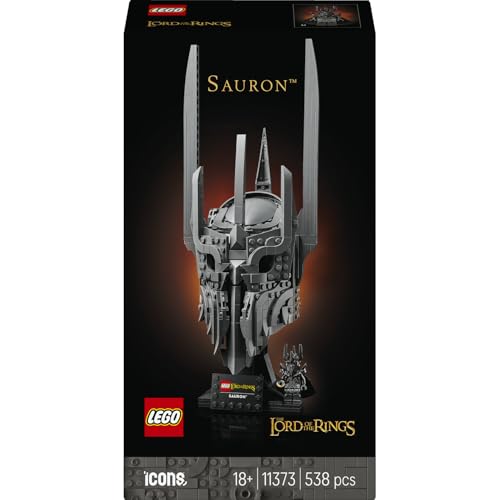 LEGO
THE LORD OF THE RINGS
SAURON™
LEGO THE LORD OF THE RINGS
SAURON™
LEGO
THE LORD OF THE RINGS
icons
18+ | 11373 | 538 pcs